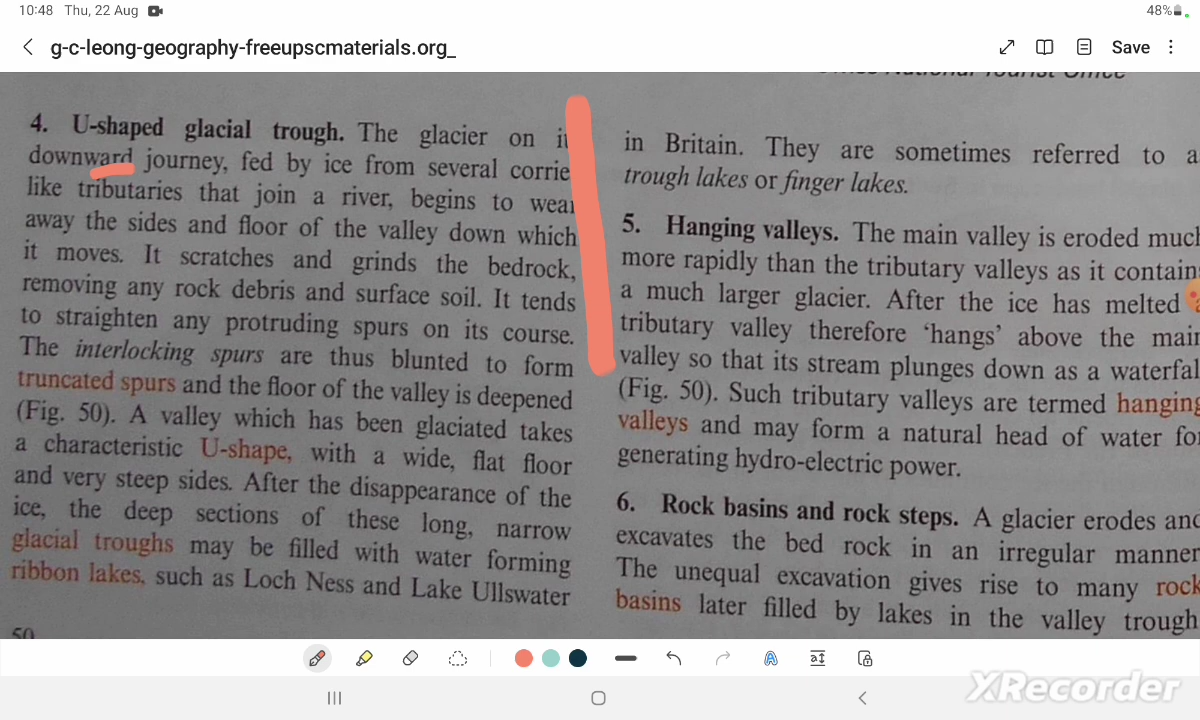 10:48 Thu, 22 Aug
48%
g-c-leong-geography-freeupscmaterials.org_
Save
4. U-shaped glacial trough. The glacier on
downward journey, fed by ice from several
like tributaries that join a river, begins to
away the sides and floor of the valley down which
it moves. It scratches and grinds the bedrock,
removing any rock debris and surface soil. It tends
to straighten any protruding spurs on its course.
The interlocking spurs are thus blunted to form
truncated spurs and the floor of the valley is deepened
(Fig. 50). A valley which has been glaciated takes
a characteristic U-shape, with a wide, flat floor
and very steep sides. After the disappearance of the
ice, the deep sections of these long, narrow
glacial troughs may be filled with water forming
ribbon lakes, such as Loch Ness and Lake Ullswater
50
in Britain. They are sometimes referred to
trough lakes or finger lakes.
5. Hanging valleys. The main valley is eroded much
more rapidly than the tributary valleys as it
a much larger glacier. After the ice has melted
tributary valley therefore ‘hangs’ above the
valley so that its stream plunges down as a
(Fig. 50). Such tributary valleys are termed hanging
valleys and may form a natural head of water
generating hydro-electric power.
6. Rock basins and rock steps. A glacier erodes and
excavates the bed rock in an irregular manner
The unequal excavation gives rise to many rock
basins later filled by lakes in the valley trough
XRecorder